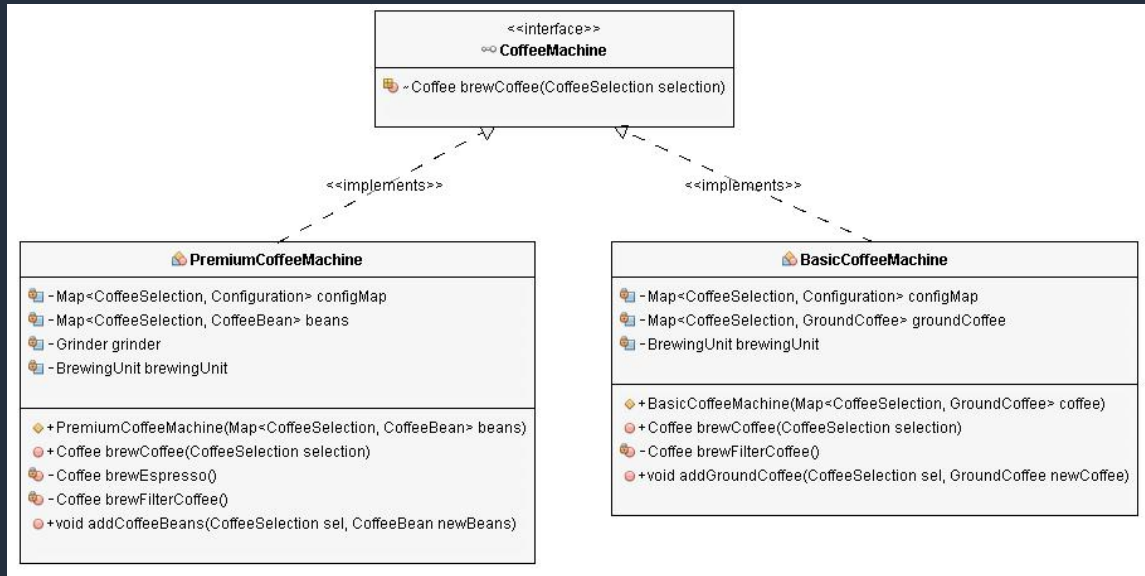 <<interface>>
CoffeeMachine
~ Coffee brewCoffee(CoffeeSelection selection)
<<implements>>
<<implements>>
PremiumCoffeeMachine
- Map<CoffeeSelection, Configuration> configMap
- Map<CoffeeSelection, CoffeeBean> beans
- Grinder grinder
- BrewingUnit brewingUnit
+ PremiumCoffeeMachine(Map<CoffeeSelection, CoffeeBean> beans)
+ Coffee brewCoffee(CoffeeSelection selection)
- Coffee brewEspresso()
- Coffee brewFilterCoffee()
+ void addCoffeeBeans(CoffeeSelection sel, CoffeeBean newBeans)
BasicCoffeeMachine
- Map<CoffeeSelection, Configuration> configMap
- Map<CoffeeSelection, GroundCoffee> groundCoffee
- BrewingUnit brewingUnit
+ BasicCoffeeMachine(Map<CoffeeSelection, GroundCoffee> coffee)
+ Coffee brewCoffee(CoffeeSelection selection)
- Coffee brewFilterCoffee()
+ void addGroundCoffee(CoffeeSelection sel, GroundCoffee newCoffee)